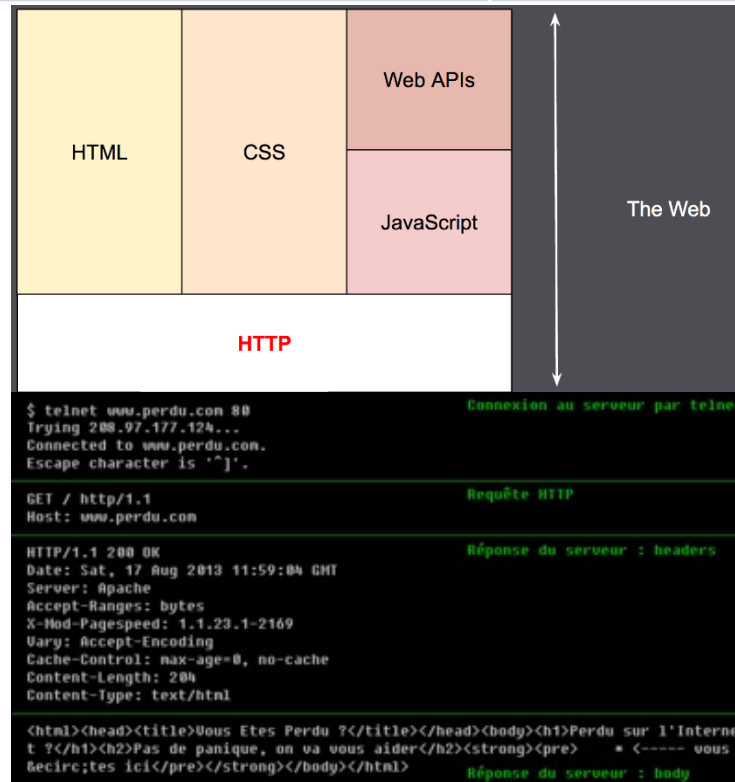 HTML
CSS
Web APIs
JavaScript
The Web
HTTP
$ telnet www.perdu.com 80
Connexion au serveur par telne
Trying 208.97.177.124...
Connected to www.perdu.com.
Escape character is '^]'.
GET / http/1.1
Requête HTTP
Host: www.perdu.com
HTTP/1.1 200 OK
Réponse du serveur : headers
Date: Sat, 17 Aug 2013 11:59:04 GMT
Server: Apache
Accept-Ranges: bytes
X-Mod-Pagespeed: 1.1.23.1-2169
Vary: Accept-Encoding
Cache-Control: max-age=0, no-cache
Content-Length: 204
Content-Type: text/html
<html><head><title>Vous Etes Perdu ?</title></head><body><h1>Perdu sur l'Interne
t ?</h1><h2>Pas de panique, on va vous aider</h2><strong><pre>    * <----- vous
&ecirc;tes ici</pre></strong></body></html>
Réponse du serveur : body